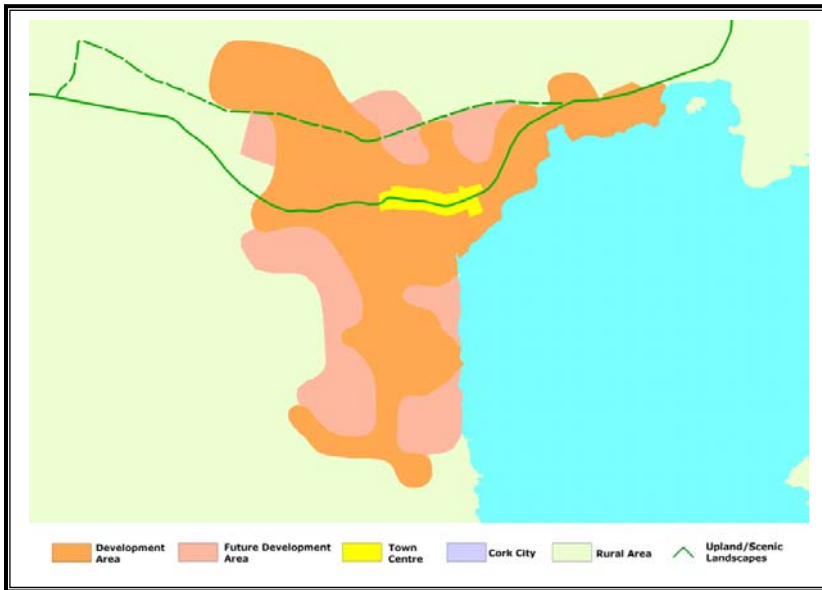 Development
Area
Future Development
Area
Town
Centre
Cork City
Rural Area
Upland/Scenic
Landscapes